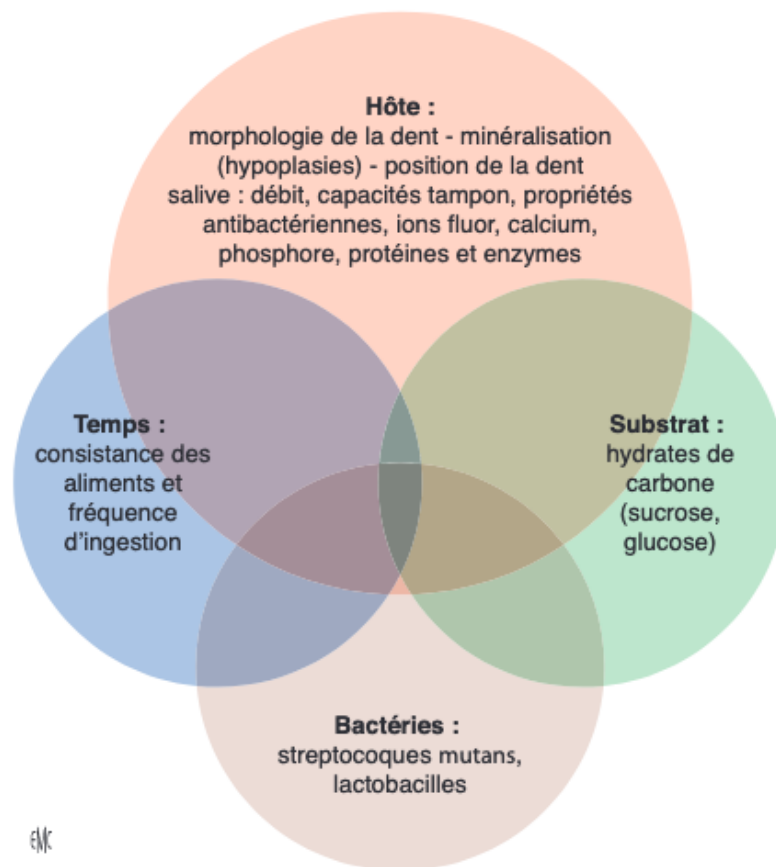 Hôte :
morphologie de la dent - minéralisation
(hypoplasies) - position de la dent
salive : débit, capacités tampon, propriétés
antibactériennes, ions fluor, calcium,
phosphore, protéines et enzymes
Temps :
consistance des
aliments et
fréquence
d’ingestion
Substrat :
hydrates de
carbone
(sucrose,
glucose)
Bactéries :
streptocoques mutans,
lactobacilles
EMC